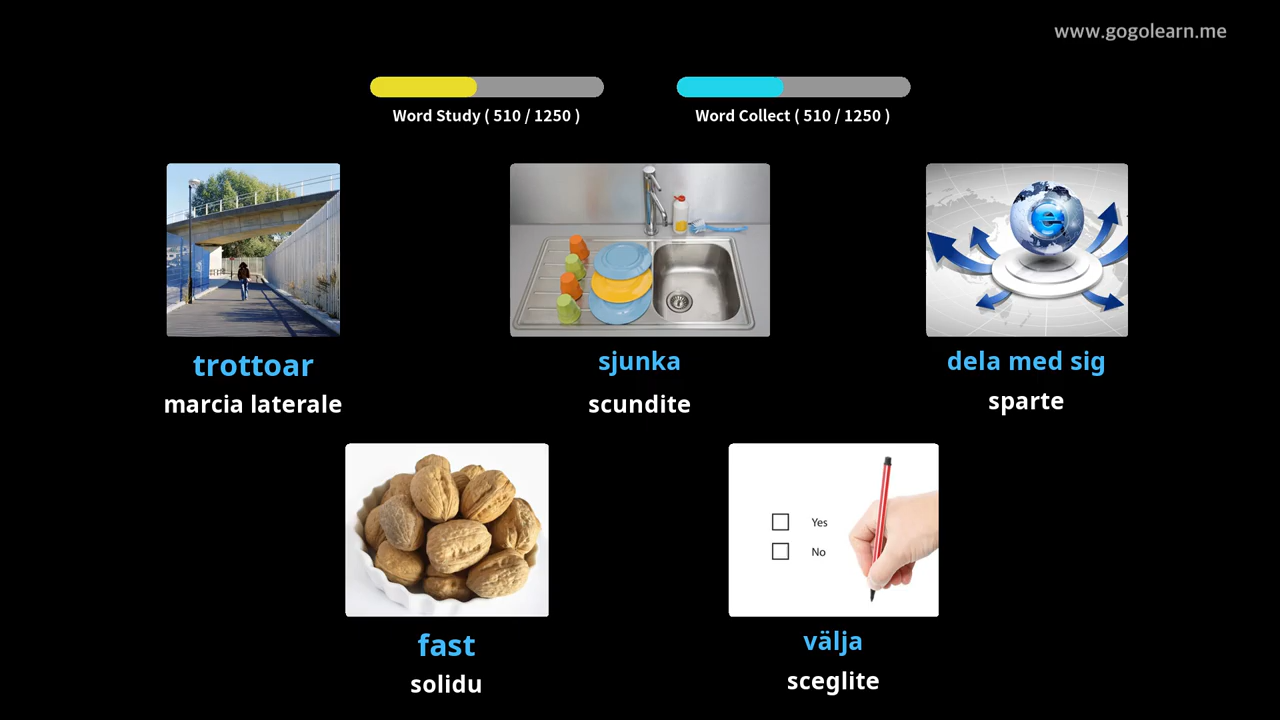 www.gogolearn.me
Word Study ( 510 / 1250 )
Word Collect ( 510 / 1250 )
e
trottoar
marcia laterale
sjunka
scundite
dela med sig
sparte
Yes
No
fast
solidu
välja
sceglite